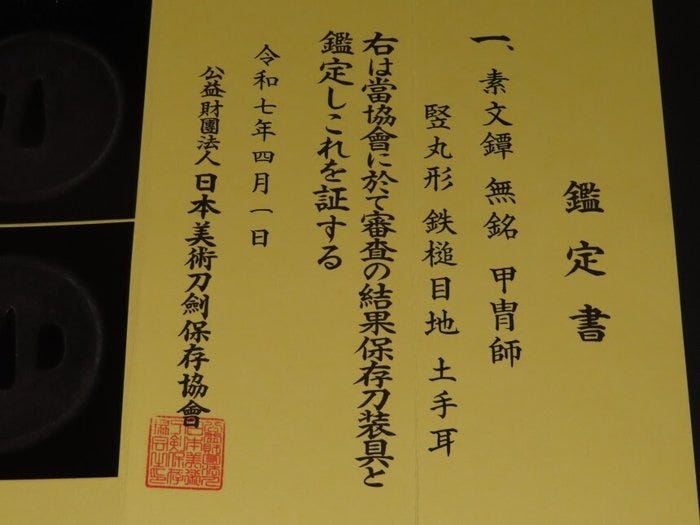 鑑定書
一、素文鐔 無銘 甲冑師
竪丸形 鉄槌目地 土手耳
右は當協會に於て審査の結果保存刀装具と
鑑定しこれを証する
令和七年四月一日
公益財團法人 日本美術刀劍保存協會